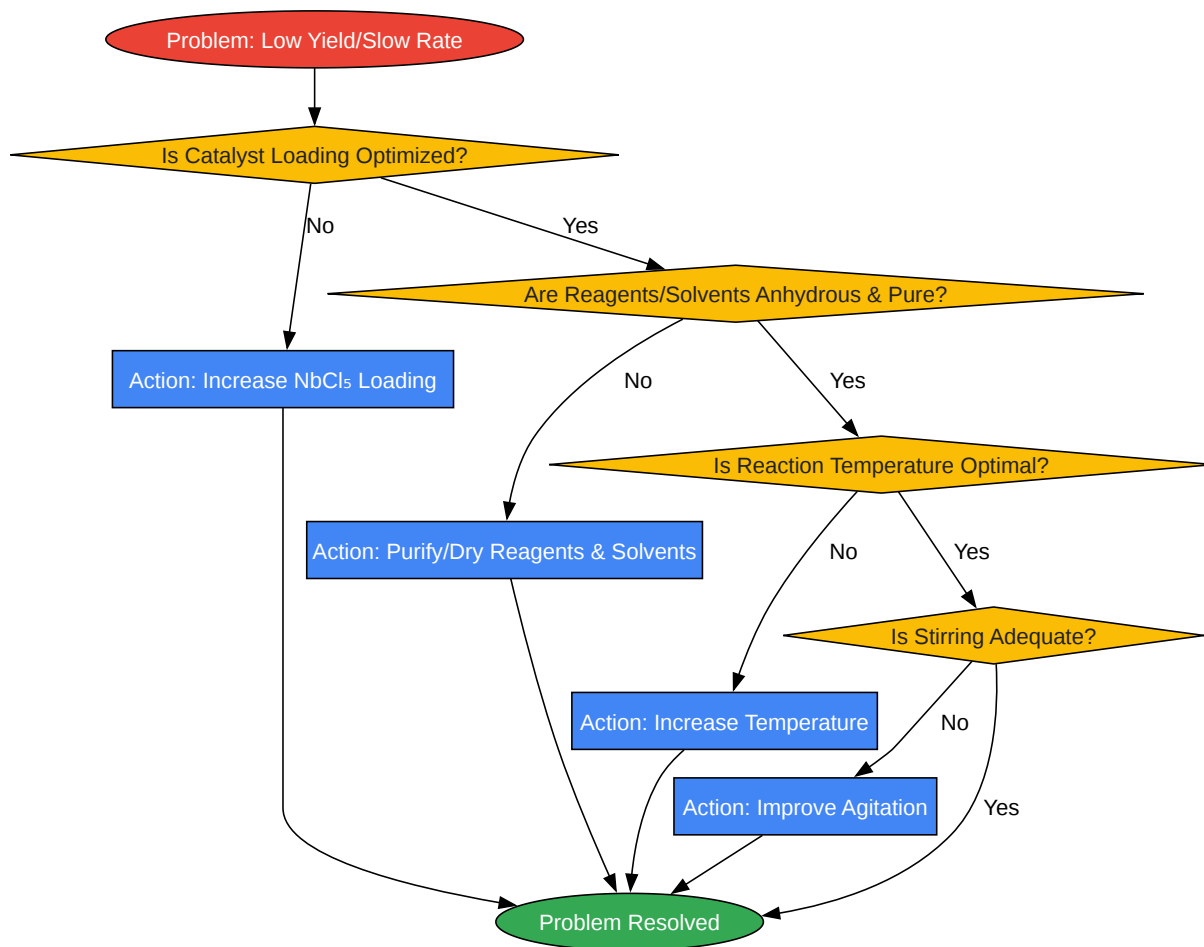 Problem: Low Yield/Slow Rate
Is Catalyst Loading Optimized?
No
Yes
Are Reagents/Solvents Anhydrous & Pure?
Action: Increase NbCl₅ Loading
No
Yes
Is Reaction Temperature Optimal?
Action: Purify/Dry Reagents & Solvents
No
Yes
Is Stirring Adequate?
Action: Increase Temperature
No
Action: Improve Agitation
Yes
Problem Resolved